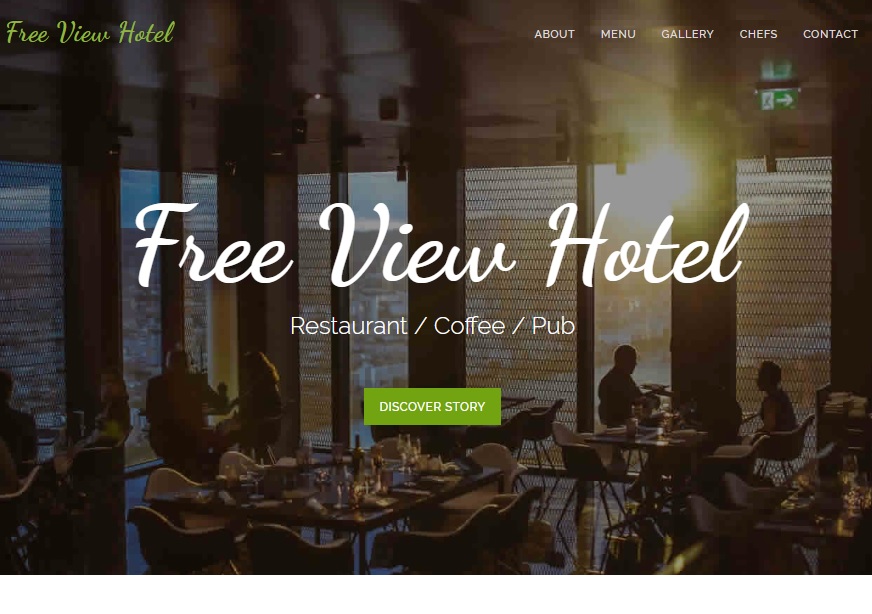 Free View Hotel
ABOUT MENU GALLERY CHEFS CONTACT
Free View Hotel
Restaurant / Coffee / Pub
DISCOVER STORY